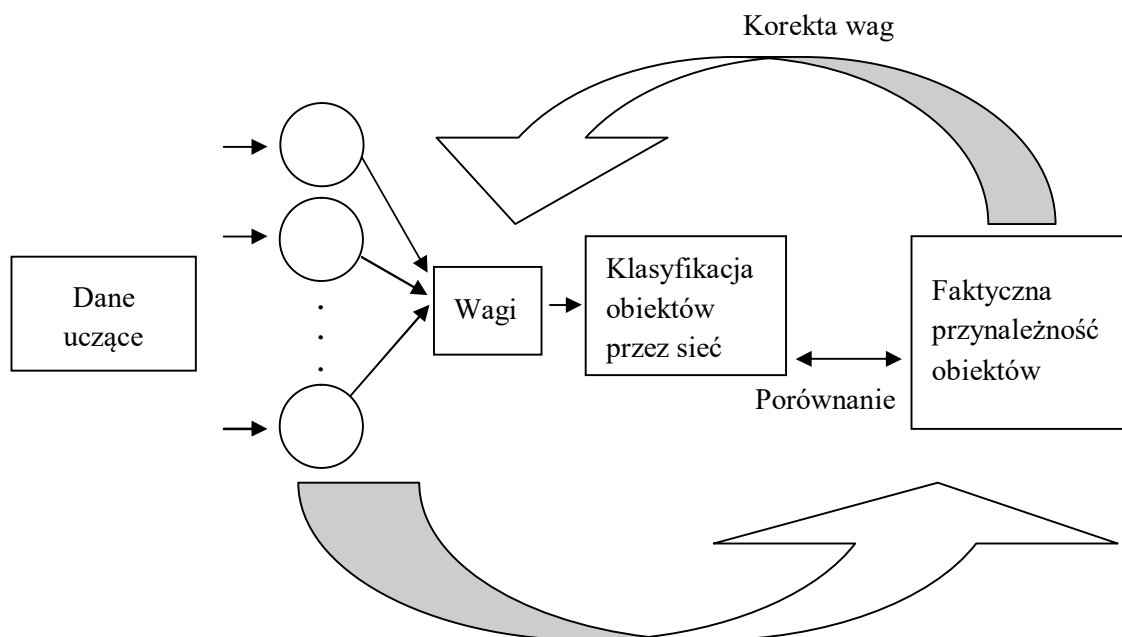 Korekta wag
Dane
uczące
.
.
.
.
Wagi
Klasyfikacja
obiektów
przez sieć
Porównanie
Faktyczna
przynależność
obiektów